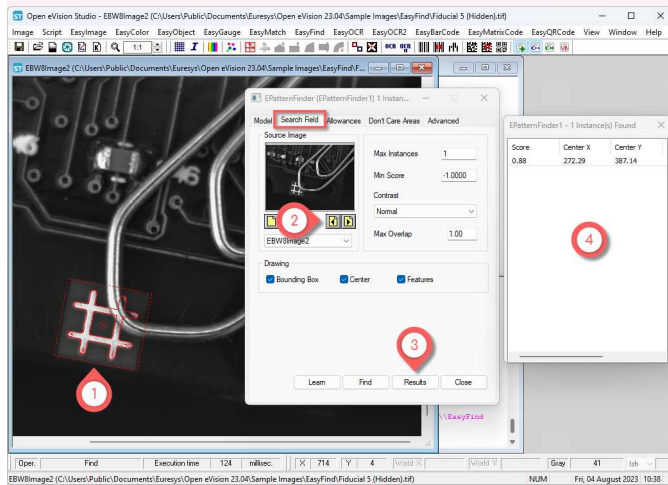 Open eVision Studio - EBW8Image2 (C:\Users\Public\Documents\Euresys\Open eVision 23.04\Sample Images\EasyFind\Fiducial 5 (Hidden).tif)
Image Script EasyImage EasyColor EasyObject EasyGauge EasyMatch EasyFind EasyOCR EasyOCR2 EasyBarCode EasyMatrixCode EasyQRCode View Window Help
1:1
EBW8Image2 (C:\Users\Public\Documents\Euresys\Open eVision 23.04\Sample Images\EasyFind\F...
EPatternFinder (EPatternFinder1) 1 Instan...
Model Search Field Allowances Don't Care Areas Advanced
Source Image
Max Instances 1
Min Score -1.0000
Contrast
Normal
Max Overlap 1.00
2
EBW8Image2
Drawing
Bounding Box Center Features
3
Learn Find Results Close
EPatternFinder1 - 1 Instance(s) Found
Score Center X Center Y
0.88 272.29 387.14
4
1
\\EasyFind
Oper. Find Execution time 124 millisec. X 714 Y 4 World X World Y Gray 41 lsh
EBW8Image2 (C:\Users\Public\Documents\Euresys\Open eVision 23.04\Sample Images\EasyFind\Fiducial 5 (Hidden).tif) NUM Fri, 04 August 2023 10:38